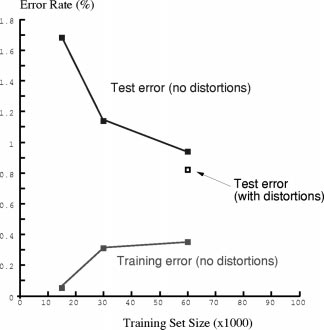 Error Rate (%)
1.8
1.6
1.4
1.2
1
0.8
0.6
0.4
0.2
0
Test error (no distortions)
Test error
(with distortions)
Training error (no distortions)
0 10 20 30 40 50 60 70 80 90 100
Training Set Size (x1000)